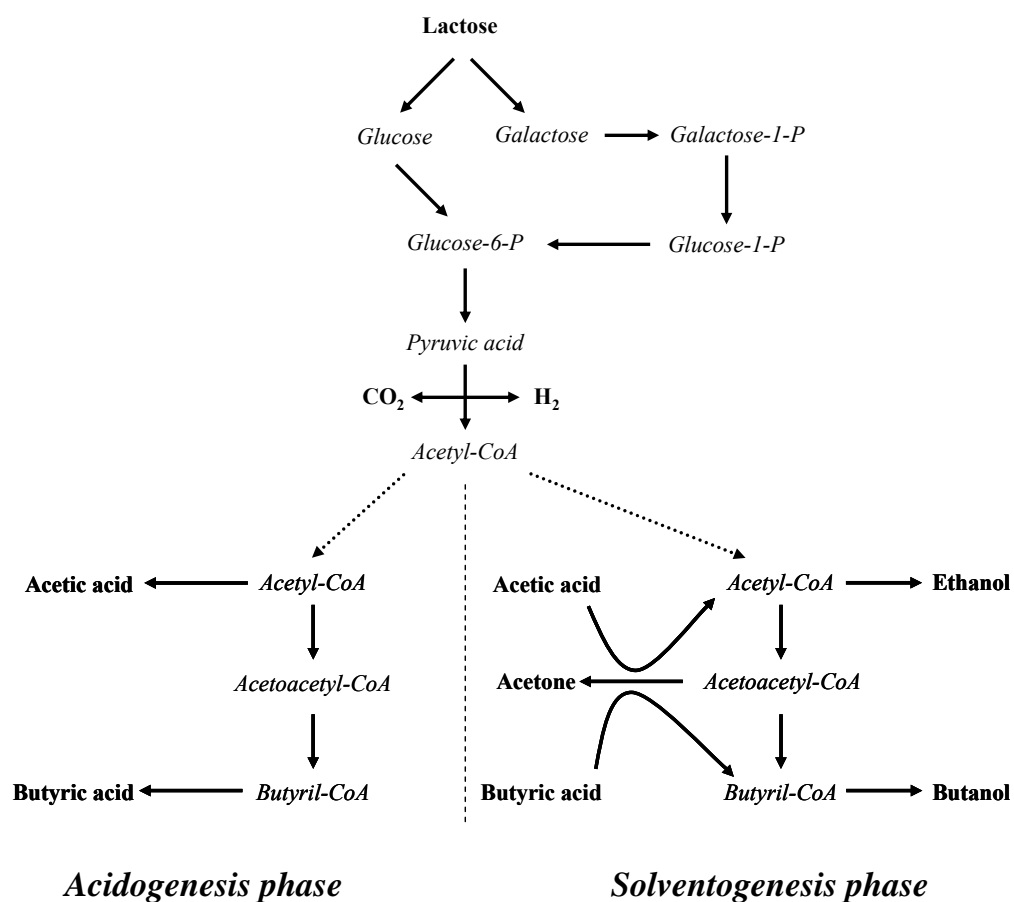 Lactose
Glucose
Galactose
Galactose-1-P
Glucose-6-P
Glucose-1-P
Pyruvic acid
CO₂
H₂
Acetyl-CoA
Acetic acid
Acetyl-CoA
Acetic acid
Acetyl-CoA
Ethanol
Acetoacetyl-CoA
Acetone
Acetoacetyl-CoA
Butyric acid
Butyril-CoA
Butyric acid
Butyril-CoA
Butanol
Acidogenesis phase
Solventogenesis phase